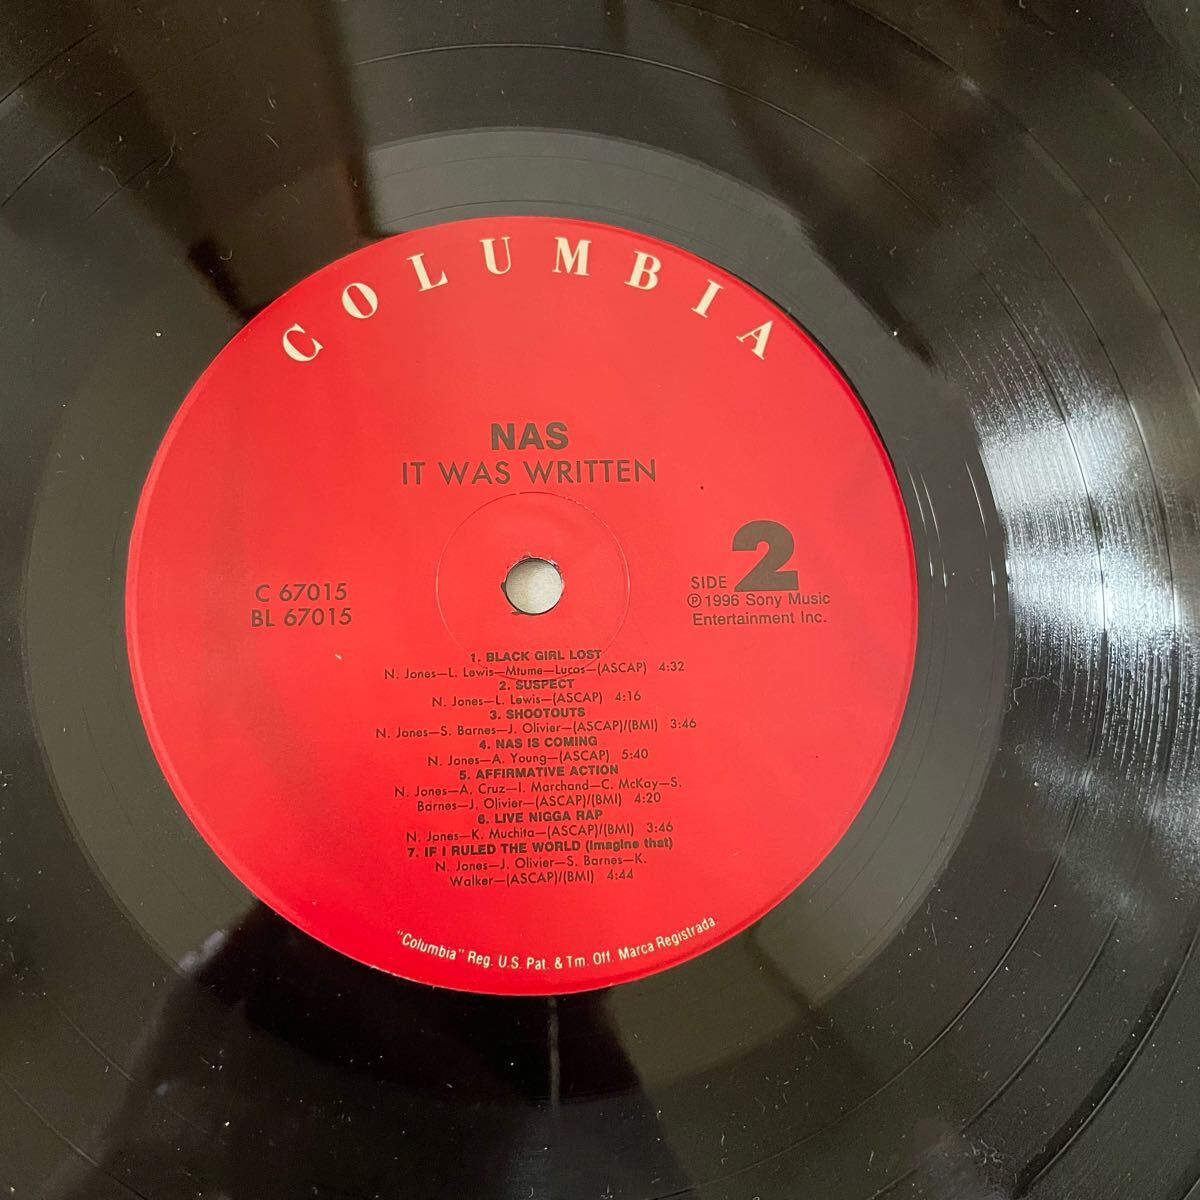 COLUMBIA
NAS
IT WAS WRITTEN
C 67015
BL 67015
SIDE 2
℗ 1996 Sony Music
Entertainment Inc.
1. BLACK GIRL LOST
N. Jones—L. Lewis—Mtume—Lucas—(ASCAP) 4:32
2. SUSPECT
N. Jones—L. Lewis—(ASCAP) 4:16
3. SHOOTOUTS
N. Jones—S. Barnes—J. Olivier—(ASCAP)/(BMI) 3:46
4. NAS IS COMING
N. Jones—A. Young—(ASCAP) 5:40
5. AFFIRMATIVE ACTION
N. Jones—A. Cruz—I. Marchand—C. McKay—S.
Barnes—J. Olivier—(ASCAP)/(BMI) 4:20
6. LIVE NIGGA RAP
N. Jones—K. Muchita—(ASCAP)/(BMI) 3:46
7. IF I RULED THE WORLD (Imagine that)
N. Jones—J. Olivier—S. Barnes—K.
Walker—(ASCAP)/(BMI) 4:44
"Columbia" Reg. U.S. Pat. & Tm. Off. Marca Registrada.